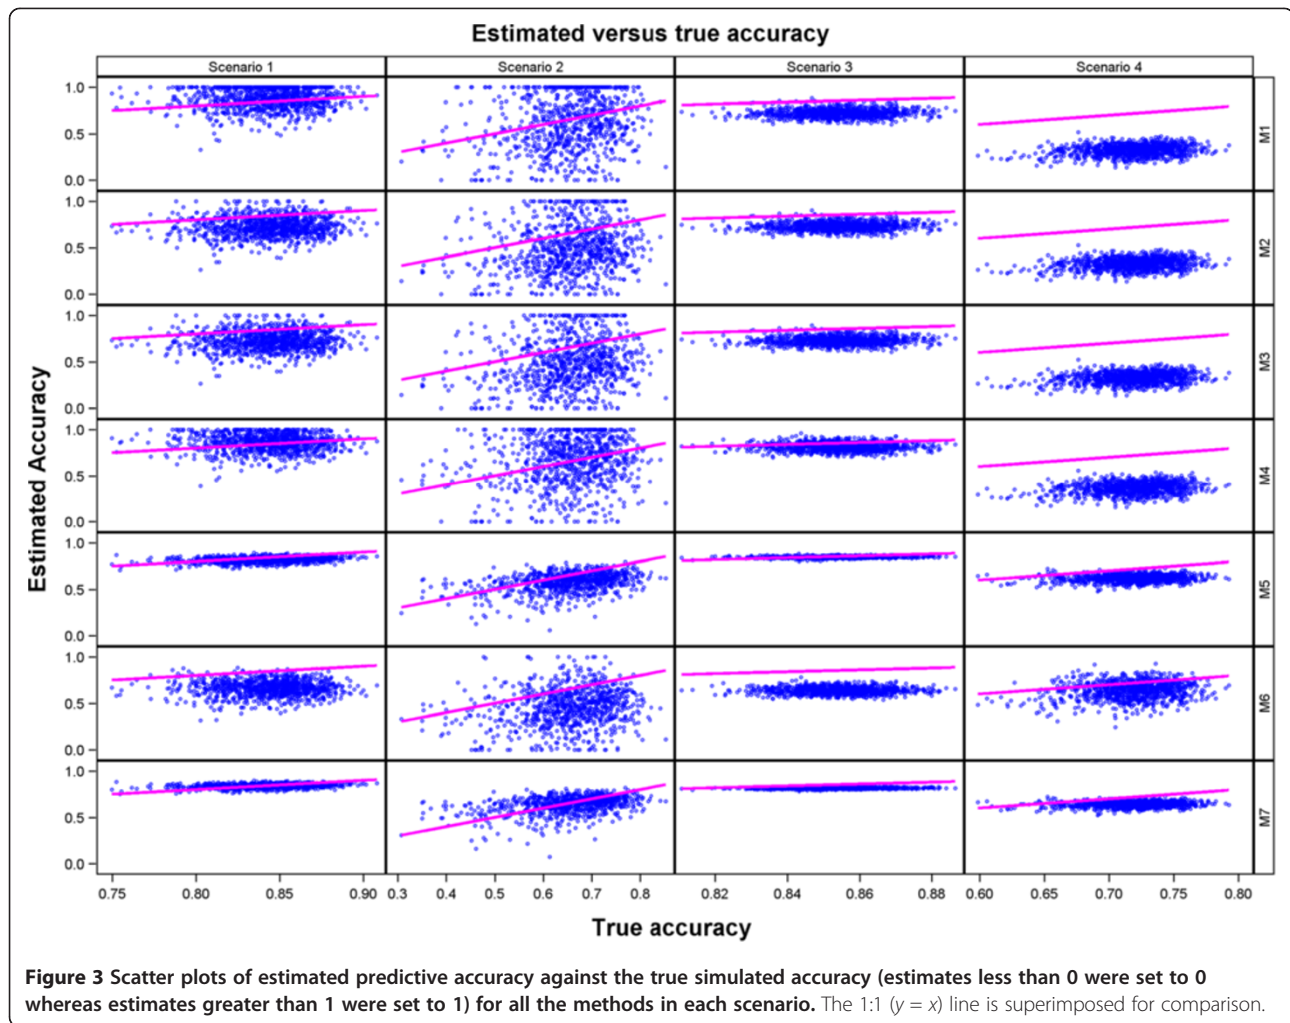 Estimated versus true accuracy
Scenario 1 Scenario 2 Scenario 3 Scenario 4
Estimated Accuracy
1.0
0.5
0.0
M1
1.0
0.5
0.0
M2
1.0
0.5
0.0
M3
1.0
0.5
0.0
M4
1.0
0.5
0.0
M5
1.0
0.5
0.0
M6
1.0
0.5
0.0
M7
0.75 0.80 0.85 0.90 0.3 0.4 0.5 0.6 0.7 0.8 0.82 0.84 0.86 0.88 0.60 0.65 0.70 0.75 0.80
True accuracy
Figure 3 Scatter plots of estimated predictive accuracy against the true simulated accuracy (estimates less than 0 were set to 0
whereas estimates greater than 1 were set to 1) for all the methods in each scenario. The 1:1 (y = x) line is superimposed for comparison.